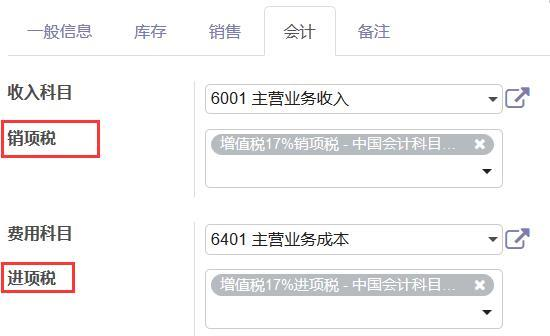 一般信息 库存 销售 会计 备注
收入科目 6001 主营业务收入
销项税 增值税17%销项税 - 中国会计科目...
费用科目 6401 主营业务成本
进项税 增值税17%进项税 - 中国会计科目...